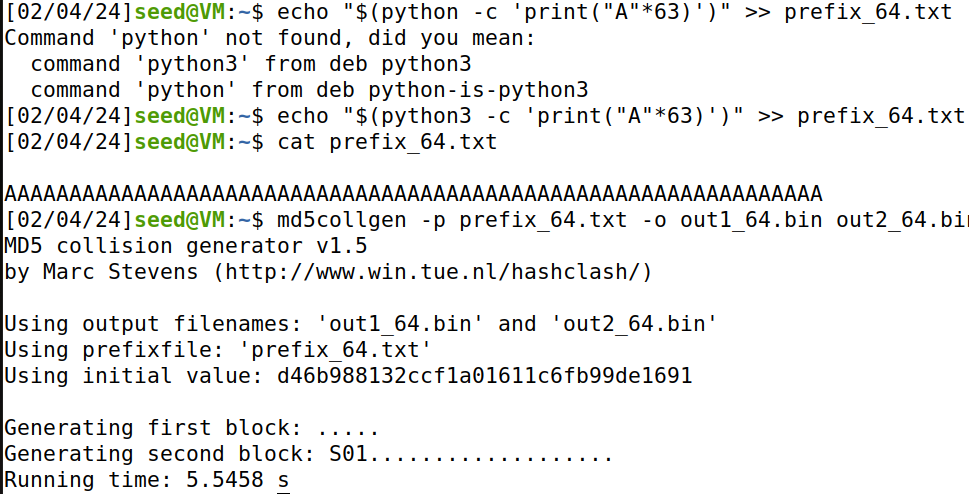 [02/04/24]seed@VM:~$ echo "$(python -c 'print("A"*63)')" >> prefix_64.txt
Command 'python' not found, did you mean:
  command 'python3' from deb python3
  command 'python' from deb python-is-python3
[02/04/24]seed@VM:~$ echo "$(python3 -c 'print("A"*63)')" >> prefix_64.txt
[02/04/24]seed@VM:~$ cat prefix_64.txt

AAAAAAAAAAAAAAAAAAAAAAAAAAAAAAAAAAAAAAAAAAAAAAAAAAAAAAAAAAAAAAA
[02/04/24]seed@VM:~$ md5collgen -p prefix_64.txt -o out1_64.bin out2_64.bin
MD5 collision generator v1.5
by Marc Stevens (http://www.win.tue.nl/hashclash/)

Using output filenames: 'out1_64.bin' and 'out2_64.bin'
Using prefixfile: 'prefix_64.txt'
Using initial value: d46b988132ccf1a01611c6fb99de1691

Generating first block: .....
Generating second block: S01...................
Running time: 5.5458 s